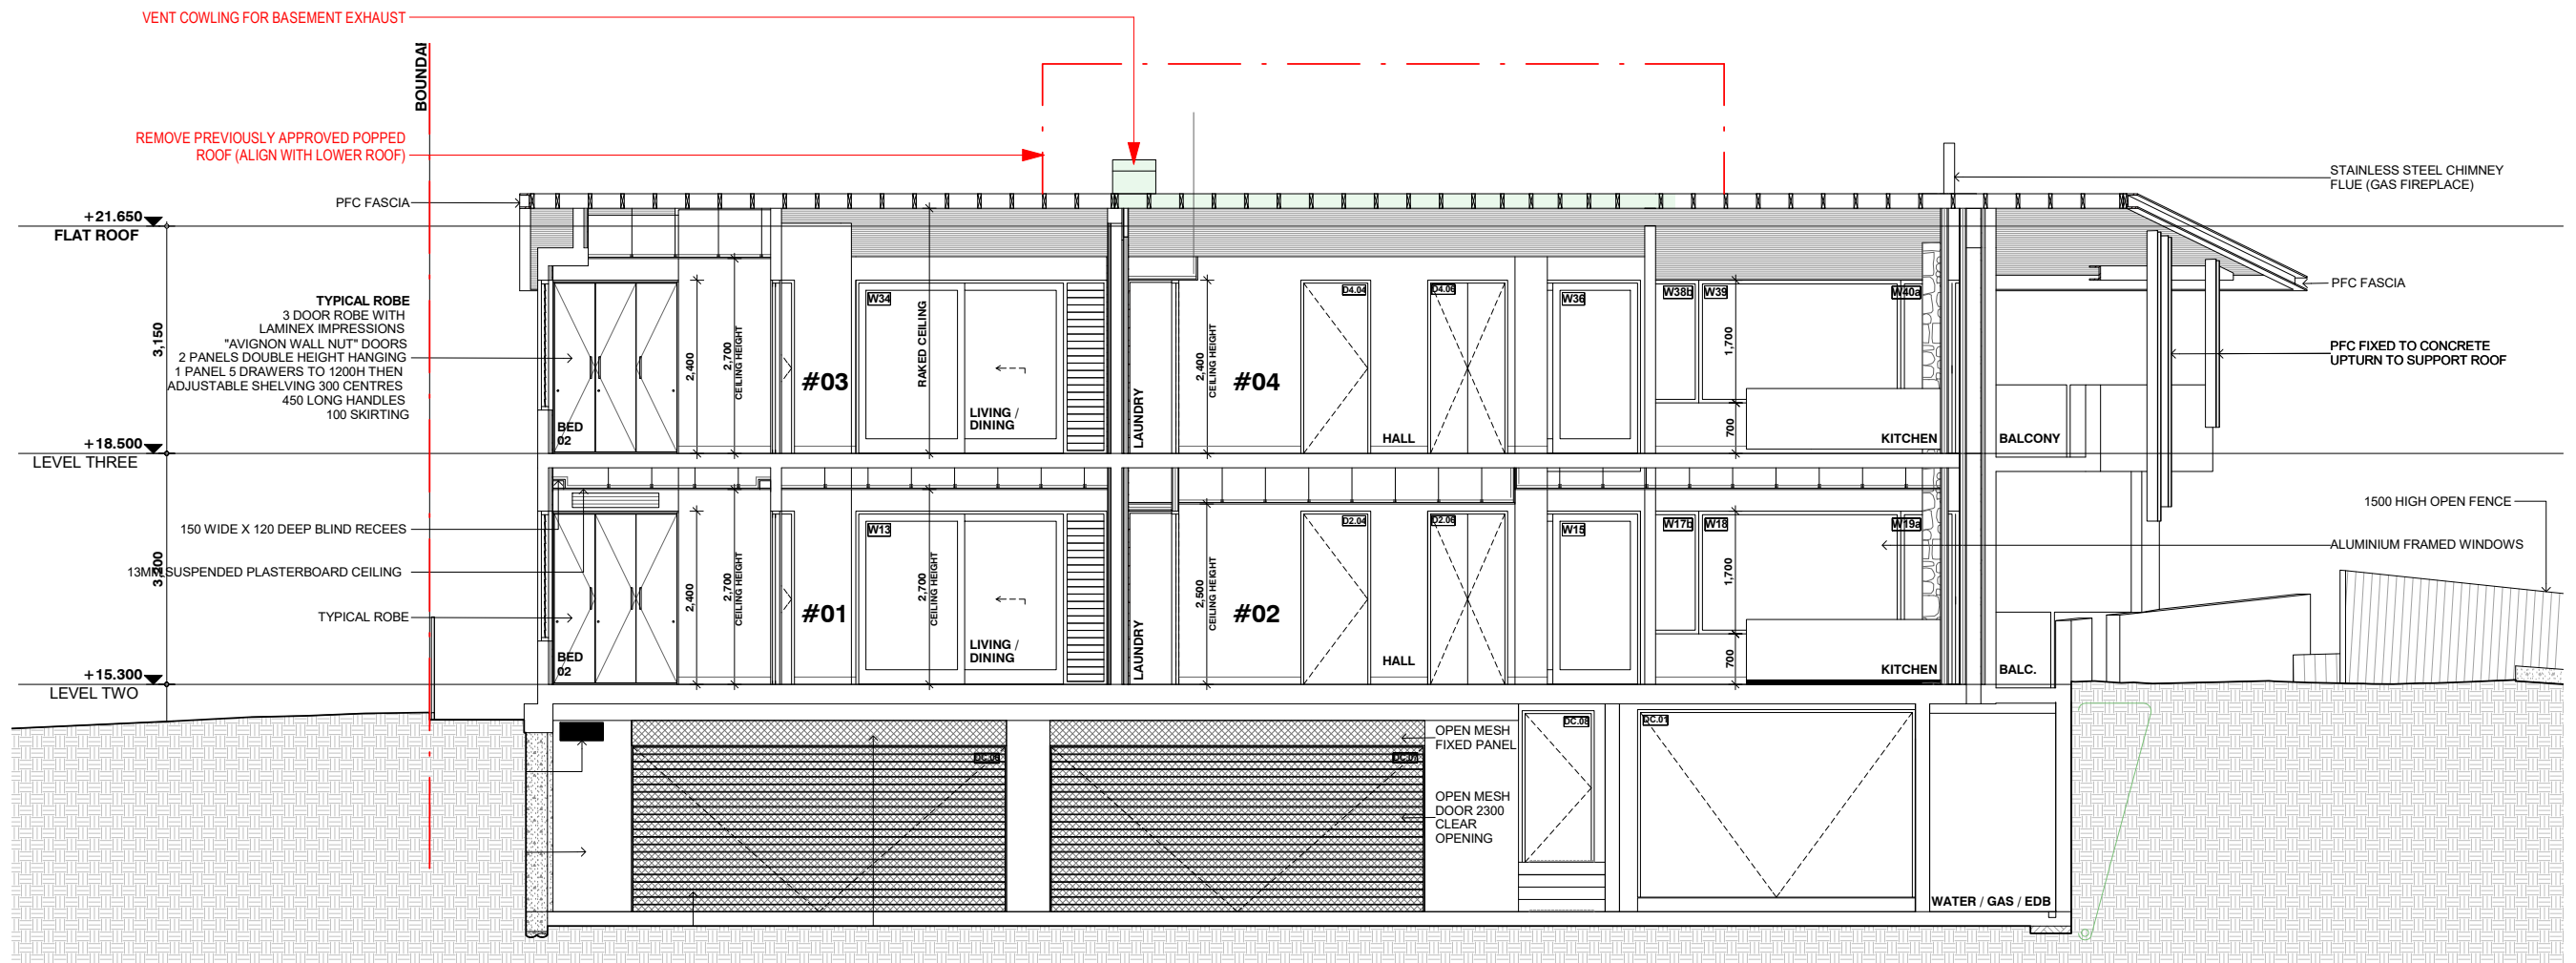 VENT COWLING FOR BASEMENT EXHAUST
REMOVE PREVIOUSLY APPROVED POPPED
ROOF (ALIGN WITH LOWER ROOF)
PFC FASCIA
+21.650
FLAT ROOF
TYPICAL ROBE
3 DOOR ROBE WITH
LAMINEX IMPRESSIONS
"AVIGNON WALL NUT" DOORS
2 PANELS DOUBLE HEIGHT HANGING
1 PANEL 5 DRAWERS TO 1200H THEN
ADJUSTABLE SHELVING 300 CENTRES
450 LONG HANDLES
100 SKIRTING
3,150
+18.500
LEVEL THREE
150 WIDE X 120 DEEP BLIND RECEES
13MM SUSPENDED PLASTERBOARD CEILING
3,200
TYPICAL ROBE
+15.300
LEVEL TWO
BED
02
2,400
2,700
CEILING HEIGHT
#03
W34
RAKED CEILING
LIVING /
DINING
LAUNDRY
2,400
CEILING HEIGHT
#04
D4.04
D4.06
HALL
W36
W38b
W39
W40a
1,700
700
KITCHEN
BALCONY
BED
02
2,400
2,700
CEILING HEIGHT
#01
W13
2,700
CEILING HEIGHT
LIVING /
DINING
LAUNDRY
2,500
CEILING HEIGHT
#02
D2.04
D2.06
HALL
W15
W17b
W18
W19a
1,700
700
KITCHEN
BALC.
STAINLESS STEEL CHIMNEY
FLUE (GAS FIREPLACE)
PFC FASCIA
PFC FIXED TO CONCRETE
UPTURN TO SUPPORT ROOF
1500 HIGH OPEN FENCE
ALUMINIUM FRAMED WINDOWS
DC.07
OPEN MESH
FIXED PANEL
OPEN MESH
DOOR 2300
CLEAR
OPENING
DC.08
DC.01
WATER / GAS / EDB